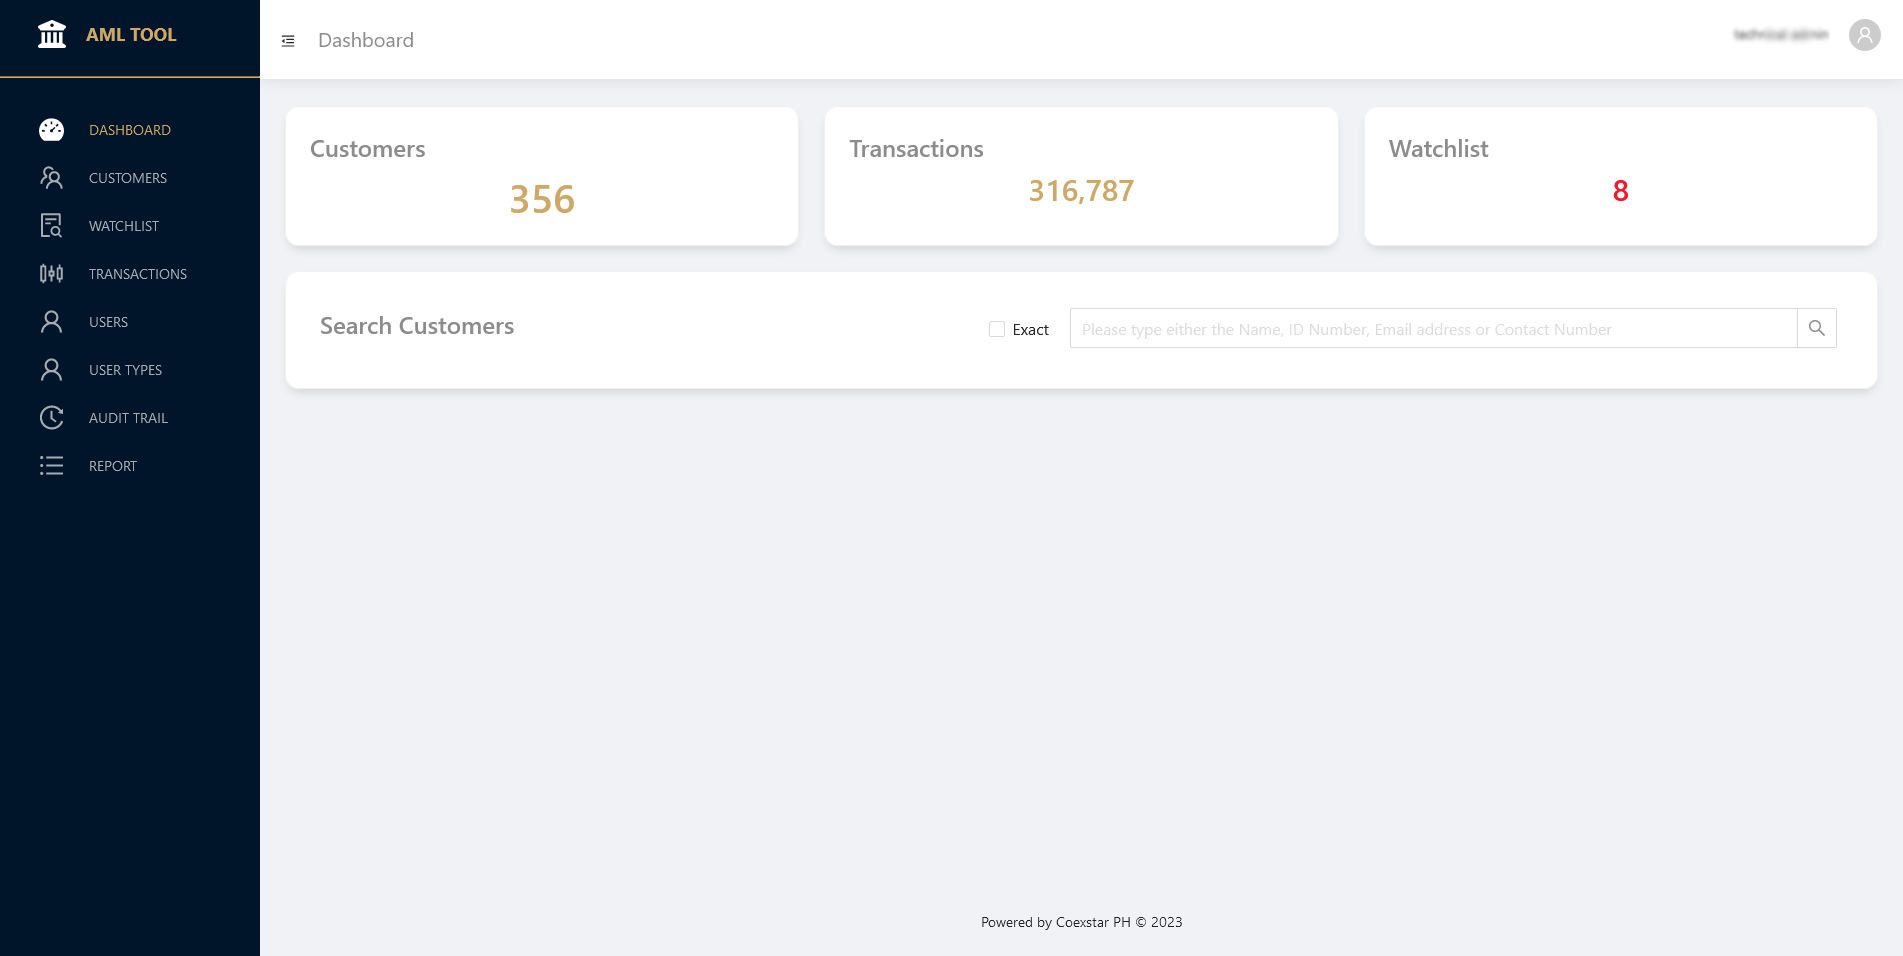 AML TOOL
Dashboard
DASHBOARD
CUSTOMERS
WATCHLIST
TRANSACTIONS
USERS
USER TYPES
AUDIT TRAIL
REPORT
Customers
356
Transactions
316,787
Watchlist
8
Search Customers
Exact
Please type either the Name, ID Number, Email address or Contact Number
Powered by Coexstar PH © 2023